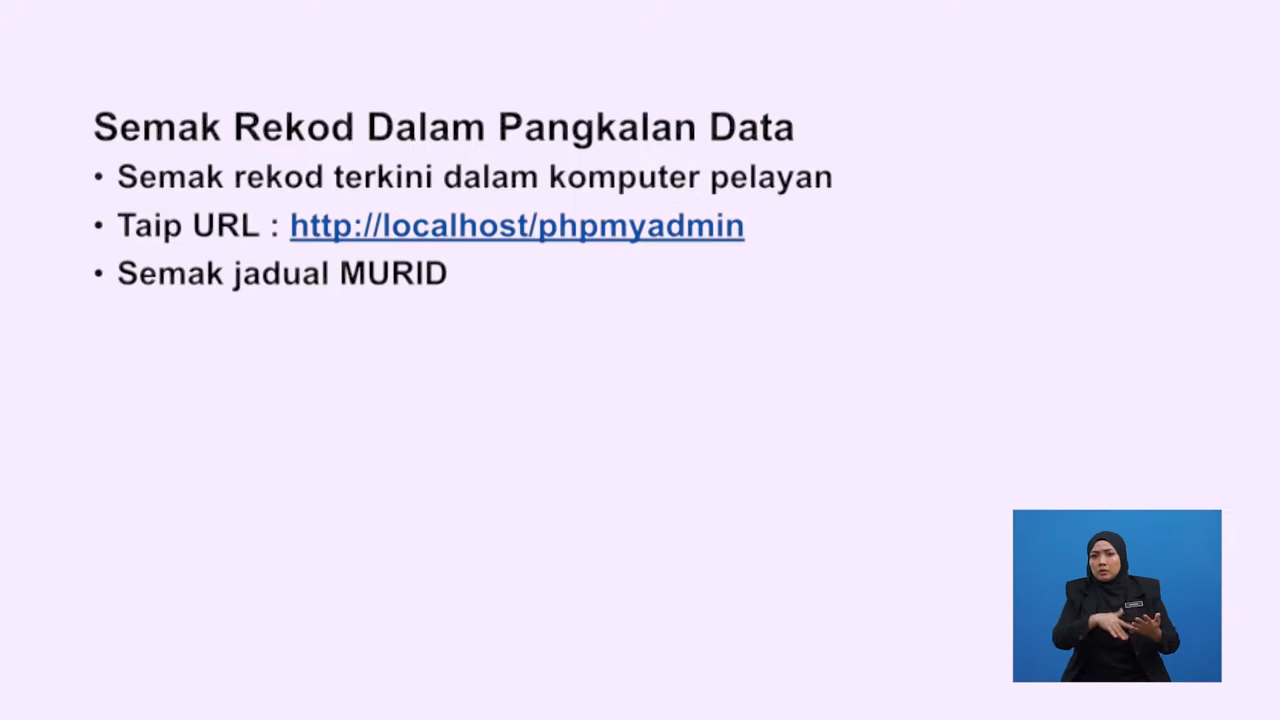 Semak Rekod Dalam Pangkalan Data
• Semak rekod terkini dalam komputer pelayan
• Taip URL : http://localhost/phpmyadmin
• Semak jadual MURID